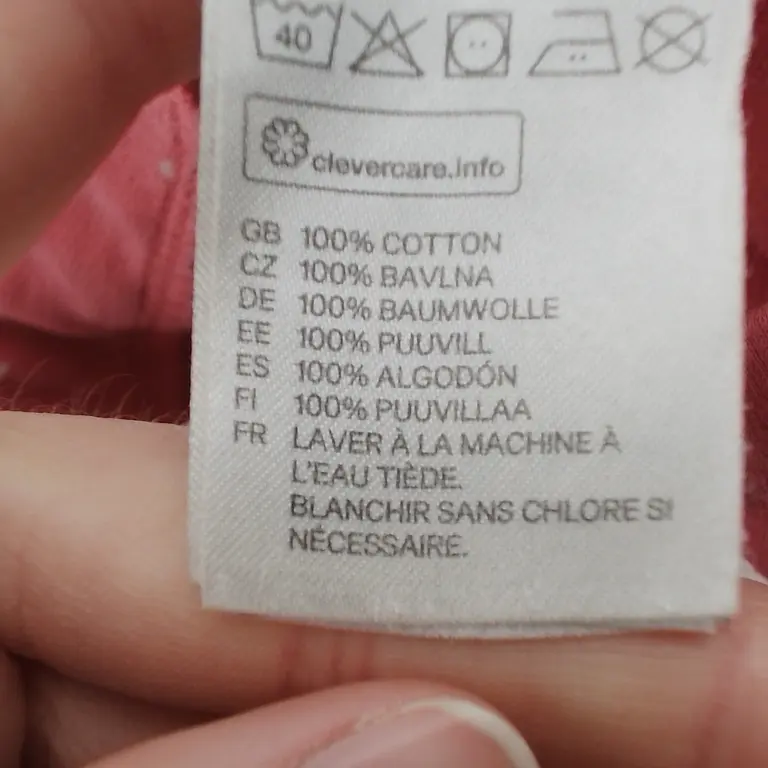 40
clevercare.info
GB 100% COTTON
CZ 100% BAVLNA
DE 100% BAUMWOLLE
EE 100% PUUVILL
ES 100% ALGODÓN
FI 100% PUUVILLAA
FR LAVER À LA MACHINE À
L'EAU TIÈDE.
BLANCHIR SANS CHLORE SI
NÉCESSAIRE.